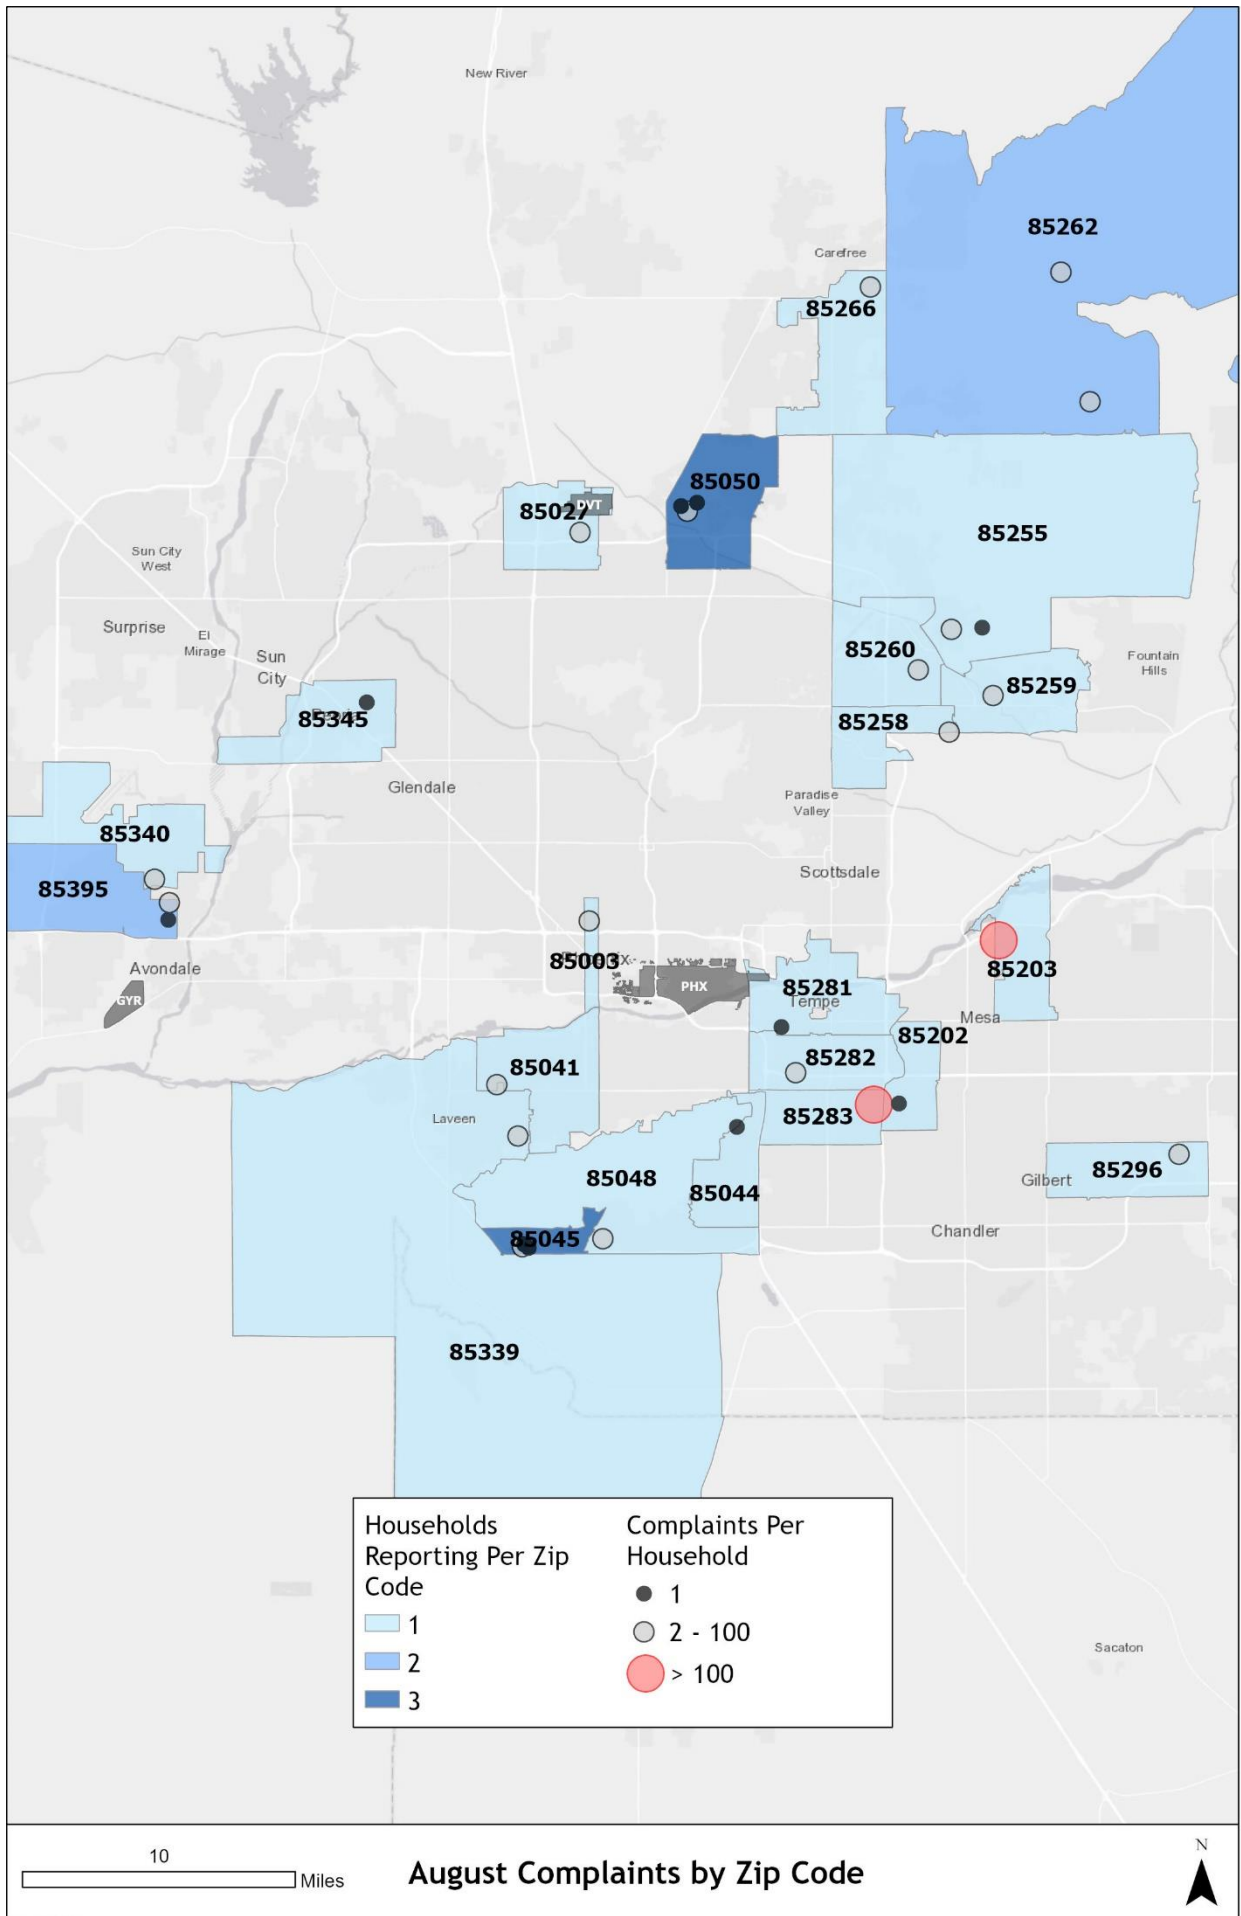 New River
85262
Carefree
85266
85050
85027
DVT
85255
Sun City
West
Surprise
El
Mirage
Sun
City
85260
Fountain
Hills
85259
85345
85258
Glendale
Paradise
Valley
85340
Scottsdale
85395
85003
Avondale
85203
GYR
PHX
85281
Tempe
Mesa
85202
85282
85041
Laveen
85283
85048
85044
Gilbert
85296
Chandler
85045
85339
Households
Reporting Per Zip
Code
1
2
3
Complaints Per
Household
1
2 - 100
> 100
Sacaton
10
Miles
August Complaints by Zip Code
N